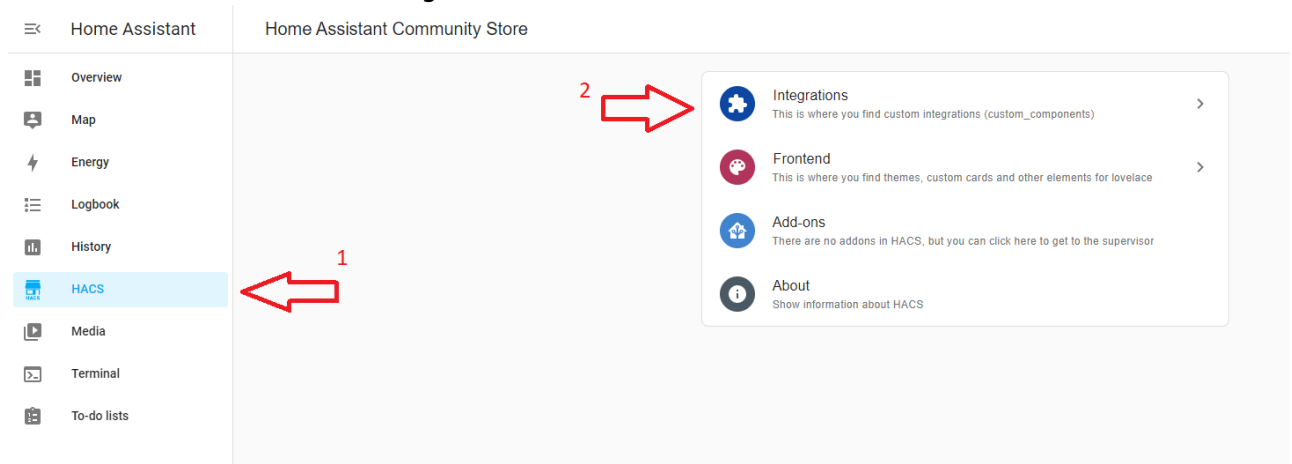 Home Assistant
Home Assistant Community Store
Overview
Map
Energy
Logbook
History
HACS
HACS
Media
Terminal
To-do lists
1
2
Integrations
This is where you find custom integrations (custom_components)
Frontend
This is where you find themes, custom cards and other elements for lovelace
Add-ons
There are no addons in HACS, but you can click here to get to the supervisor
About
Show information about HACS